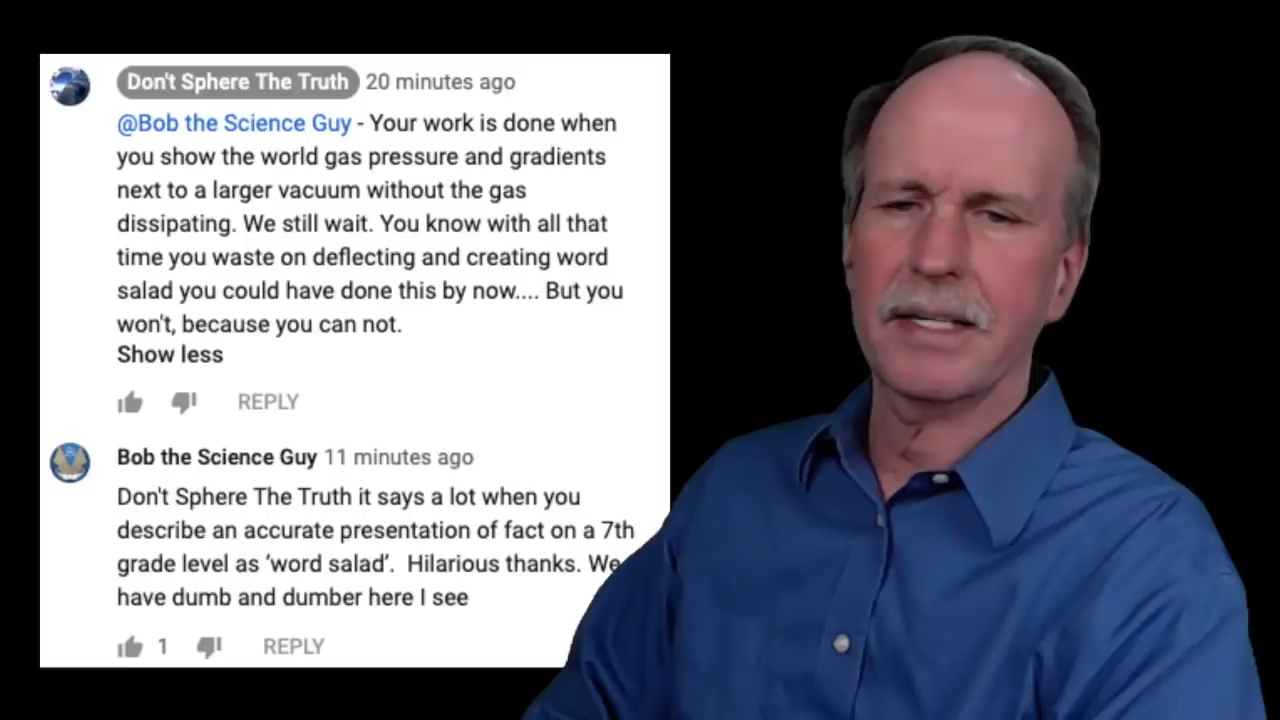 Don't Sphere The Truth 20 minutes ago
@Bob the Science Guy - Your work is done when
you show the world gas pressure and gradients
next to a larger vacuum without the gas
dissipating. We still wait. You know with all that
time you waste on deflecting and creating word
salad you could have done this by now.... But you
won't, because you can not.
Show less
REPLY
Bob the Science Guy 11 minutes ago
Don't Sphere The Truth it says a lot when you
describe an accurate presentation of fact on a 7th
grade level as ‘word salad’. Hilarious thanks. We
have dumb and dumber here I see
1 REPLY